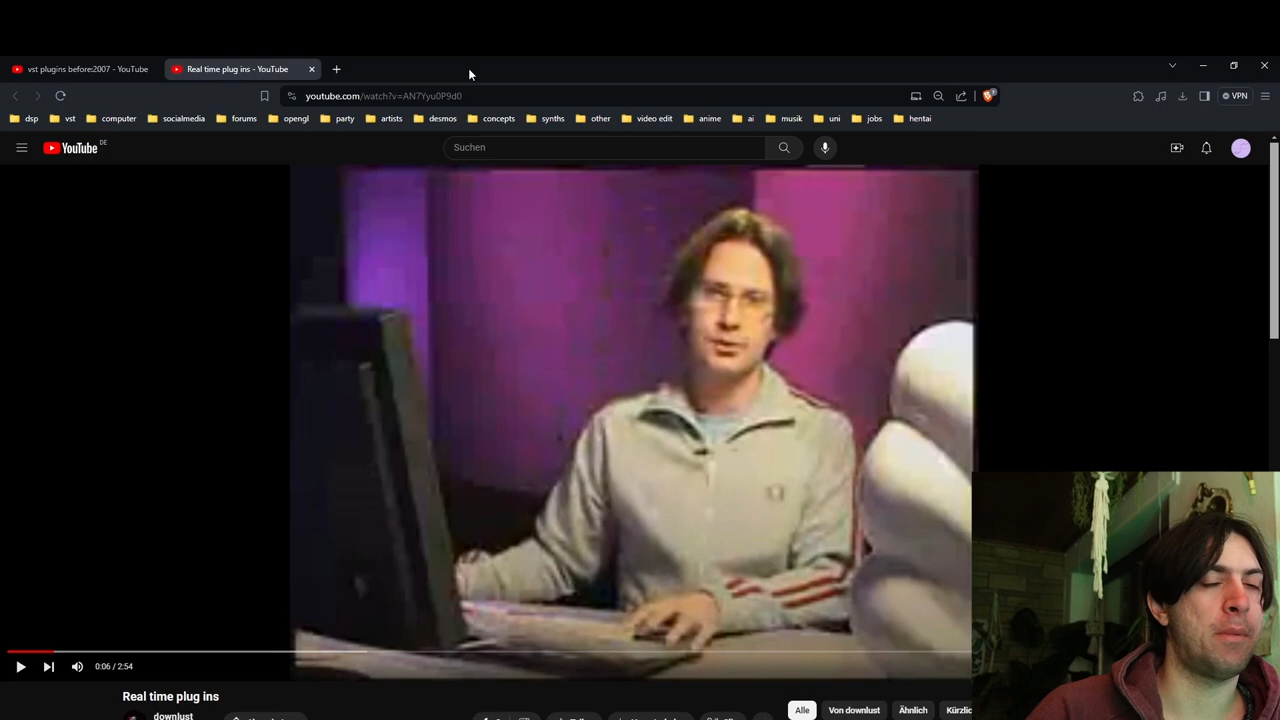 vst plugins before:2007 - YouTube
Real time plug ins - YouTube
youtube.com/watch?v=AN7Yyu0P9d0
VPN
dsp vst computer socialmedia forums opengl party artists desmos concepts synths other video edit anime ai musik uni jobs hentai
YouTube DE
Suchen
0:06 / 2:54
Real time plug ins
downlust
Alle Von downlust Ähnlich Kürzlic